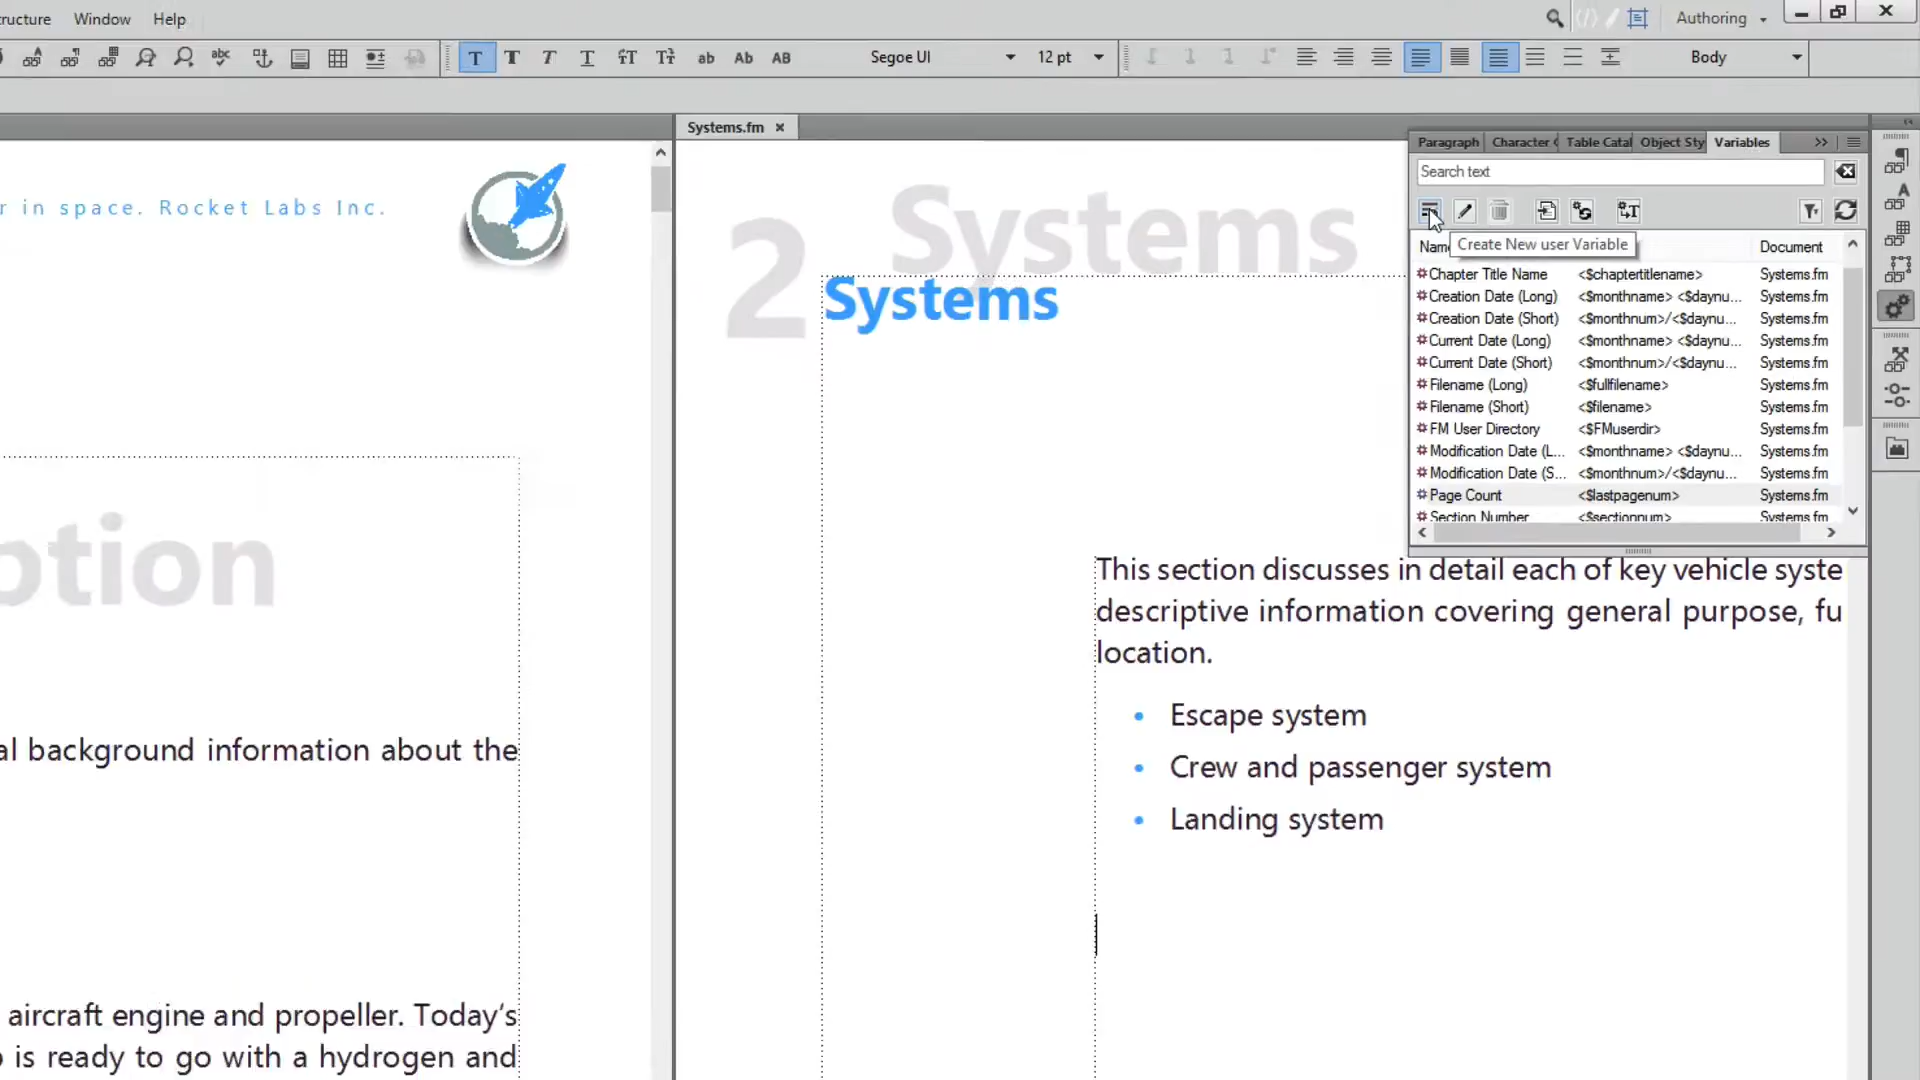 ructure Window Help Authoring
T T T T ab Ab AB Segoe UI 12 pt Body
Systems.fm
r in space. Rocket Labs Inc.
ption
al background information about the
aircraft engine and propeller. Today's
is ready to go with a hydrogen and
2 Systems
Systems
This section discusses in detail each of key vehicle syste
descriptive information covering general purpose, fu
location.
• Escape system
• Crew and passenger system
• Landing system
Paragraph Character C Table Catal Object Sty Variables
Search text
Create New user Variable
Name Document
Chapter Title Name <$chaptertitlename> Systems.fm
Creation Date (Long) <$monthname> <$daynu... Systems.fm
Creation Date (Short) <$monthnum>/<$daynu... Systems.fm
Current Date (Long) <$monthname> <$daynu... Systems.fm
Current Date (Short) <$monthnum>/<$daynu... Systems.fm
Filename (Long) <$fullfilename> Systems.fm
Filename (Short) <$filename> Systems.fm
FM User Directory <$FMuserdir> Systems.fm
Modification Date (L... <$monthname> <$daynu... Systems.fm
Modification Date (S... <$monthnum>/<$daynu... Systems.fm
Page Count <$lastpagenum> Systems.fm
Section Number <$sectionnum> Systems.fm